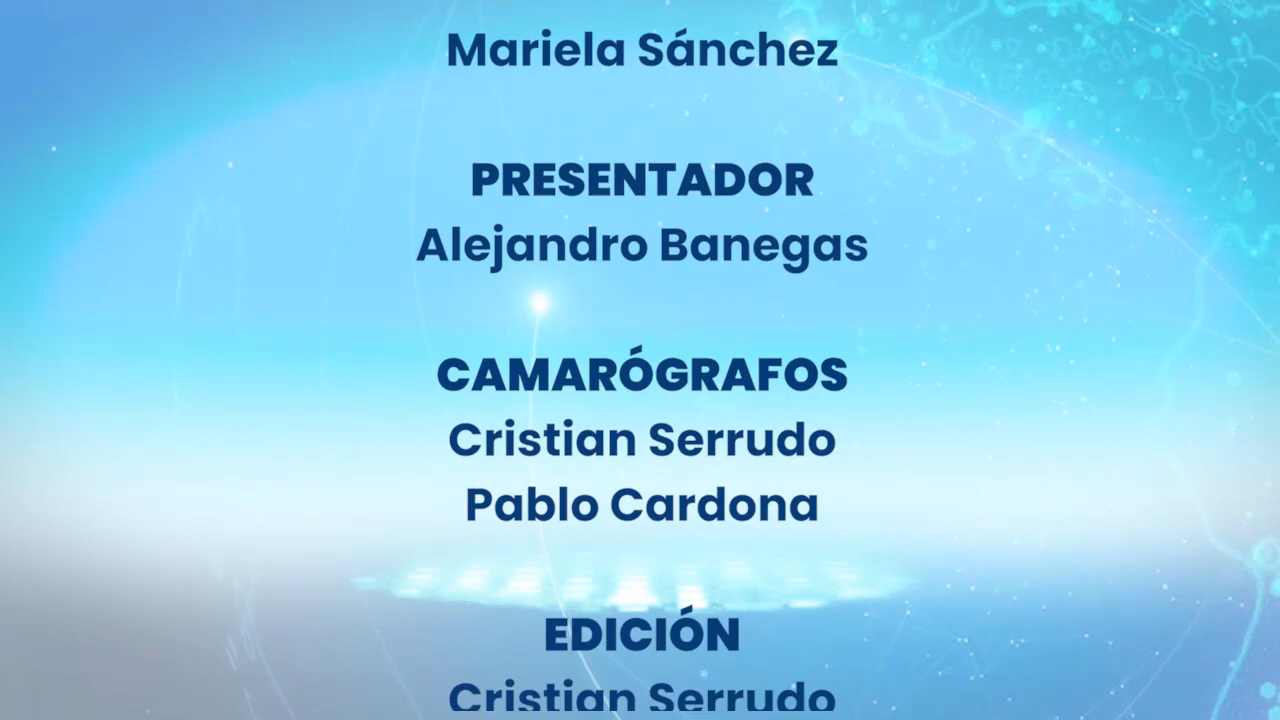 Mariela Sánchez
PRESENTADOR
Alejandro Banegas
CAMARÓGRAFOS
Cristian Serrudo
Pablo Cardona
EDICIÓN
Cristian Serrudo